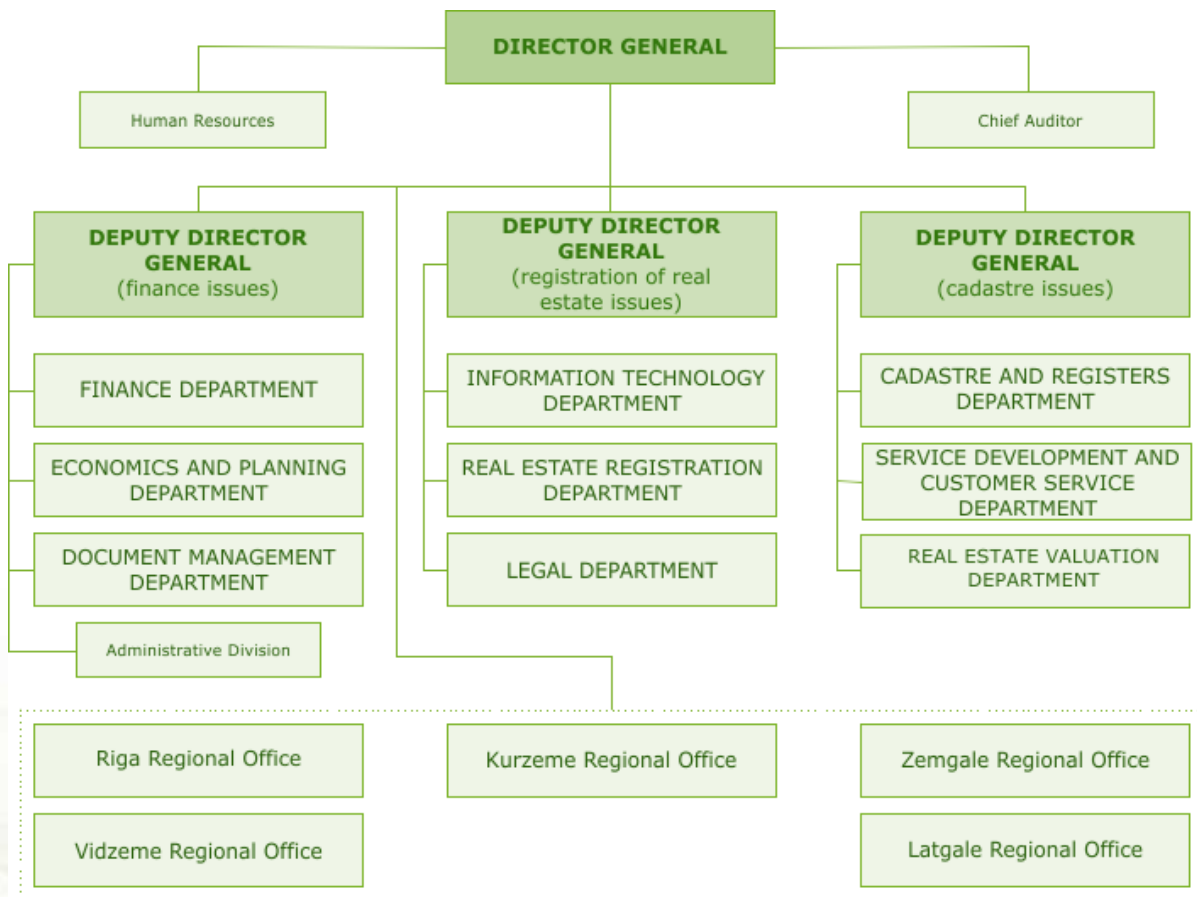 DIRECTOR GENERAL
Human Resources
Chief Auditor
DEPUTY DIRECTOR
GENERAL
(finance issues)
DEPUTY DIRECTOR
GENERAL
(registration of real
estate issues)
DEPUTY DIRECTOR
GENERAL
(cadastre issues)
FINANCE DEPARTMENT
INFORMATION TECHNOLOGY
DEPARTMENT
CADASTRE AND REGISTERS
DEPARTMENT
ECONOMICS AND PLANNING
DEPARTMENT
REAL ESTATE REGISTRATION
DEPARTMENT
SERVICE DEVELOPMENT AND
CUSTOMER SERVICE
DEPARTMENT
DOCUMENT MANAGEMENT
DEPARTMENT
LEGAL DEPARTMENT
REAL ESTATE VALUATION
DEPARTMENT
Administrative Division
Riga Regional Office
Kurzeme Regional Office
Zemgale Regional Office
Vidzeme Regional Office
Latgale Regional Office